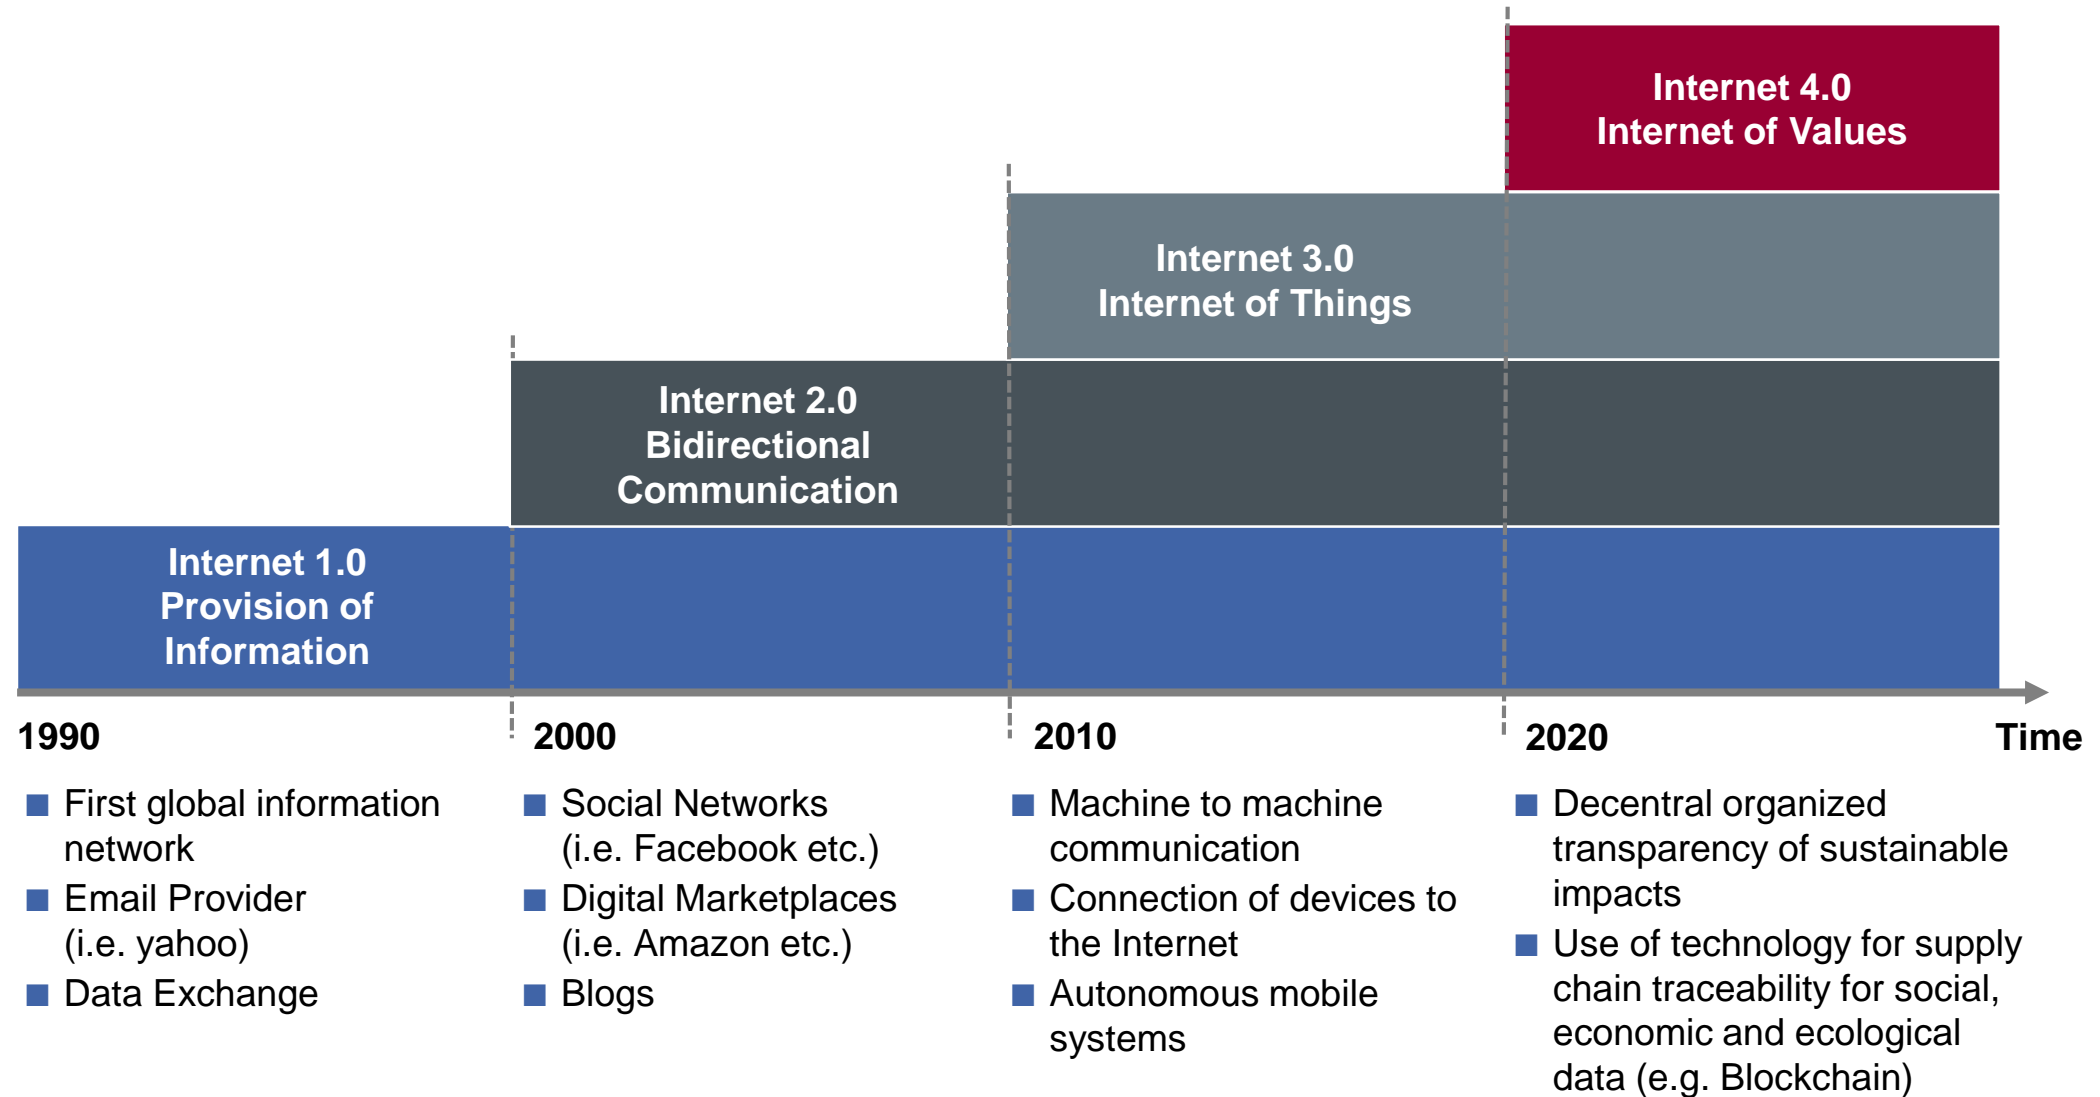 Internet 4.0
Internet of Values
Internet 3.0
Internet of Things
Internet 2.0
Bidirectional
Communication
Internet 1.0
Provision of
Information
1990
2000
2010
2020
Time
First global information
network
Email Provider
(i.e. yahoo)
Data Exchange
Social Networks
(i.e. Facebook etc.)
Digital Marketplaces
(i.e. Amazon etc.)
Blogs
Machine to machine
communication
Connection of devices to
the Internet
Autonomous mobile
systems
Decentral organized
transparency of sustainable
impacts
Use of technology for supply
chain traceability for social,
economic and ecological
data (e.g. Blockchain)